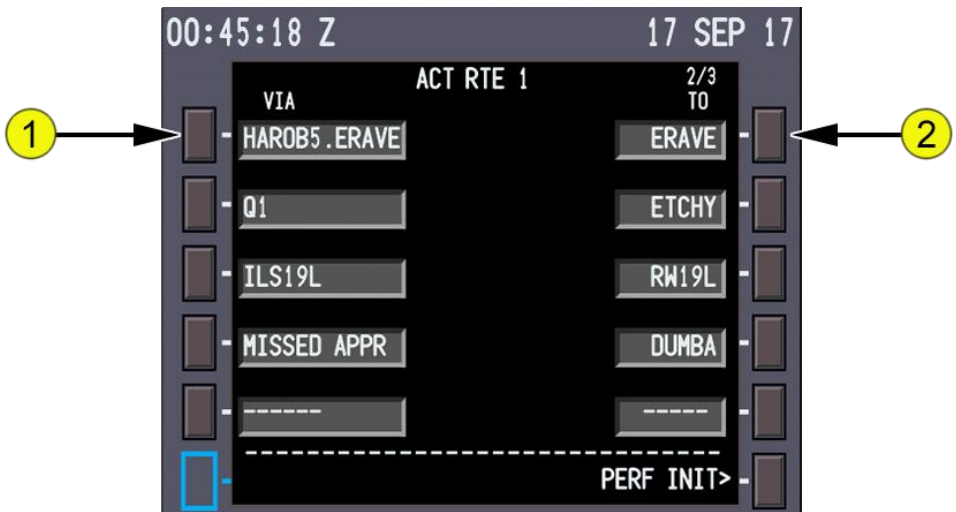 00:45:18 Z 17 SEP 17
ACT RTE 1 2/3
VIA TO
1 HAROB5.ERAVE ERAVE 2
Q1 ETCHY
ILS19L RW19L
MISSED APPR DUMBA
------ -----
PERF INIT>